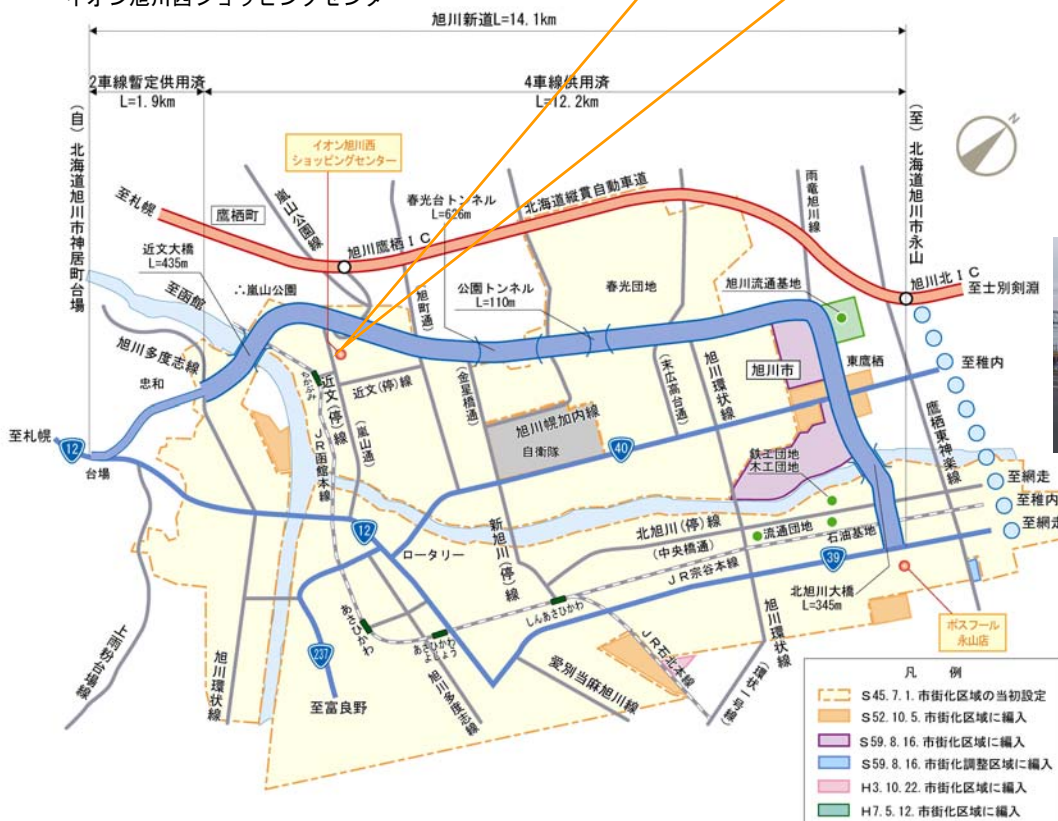 イオン旭川西ショッピングセンター
旭川新道L=14.1km
2車線暫定供用済
L=1.9km
4車線供用済
L=12.2km
(自)北海道旭川市神居町台場
(至)北海道旭川市永山
イオン旭川西
ショッピングセンター
至札幌
鷹栖町
嵐山公園線
旭川鷹栖IC
春光台トンネル
L=626m
北海道縦貫自動車道
雨竜旭川線
近文大橋
L=435m
至函館
∴嵐山公園
旭町通
公園トンネル
L=110m
春光団地
旭川流通基地
旭川北IC
至士別剣淵
旭川多度志線
忠和
ちかぶみ
近文(停)線
近文(停)線
(嵐山通)
JR函館本線
(金星橋通)
旭川幌加内線
自衛隊
(末広高台通)
旭川環状線
旭川市
東鷹栖
至稚内
鷹栖東神楽線
至札幌
12
台場
40
鉄工団地
木工団地
至網走
至稚内
至網走
12
ロータリー
新旭川(停)線
北旭川(停)線
(中央橋通)
流通団地
石油基地
39
JR宗谷本線
北旭川大橋
L=345m
しんあさひかわ
あさひかわ
あさひかわ
よじょう
ポスフール
永山店
上雨粉台場線
旭川環状線
237
至富良野
旭川多度志線
愛別当麻旭川線
JR石北本線
旭川環状線
(環状一号線)
凡 例
S45.7.1.市街化区域の当初設定
S52.10.5.市街化区域に編入
S59.8.16.市街化区域に編入
S59.8.16.市街化調整区域に編入
H3.10.22.市街化区域に編入
H7.5.12.市街化区域に編入